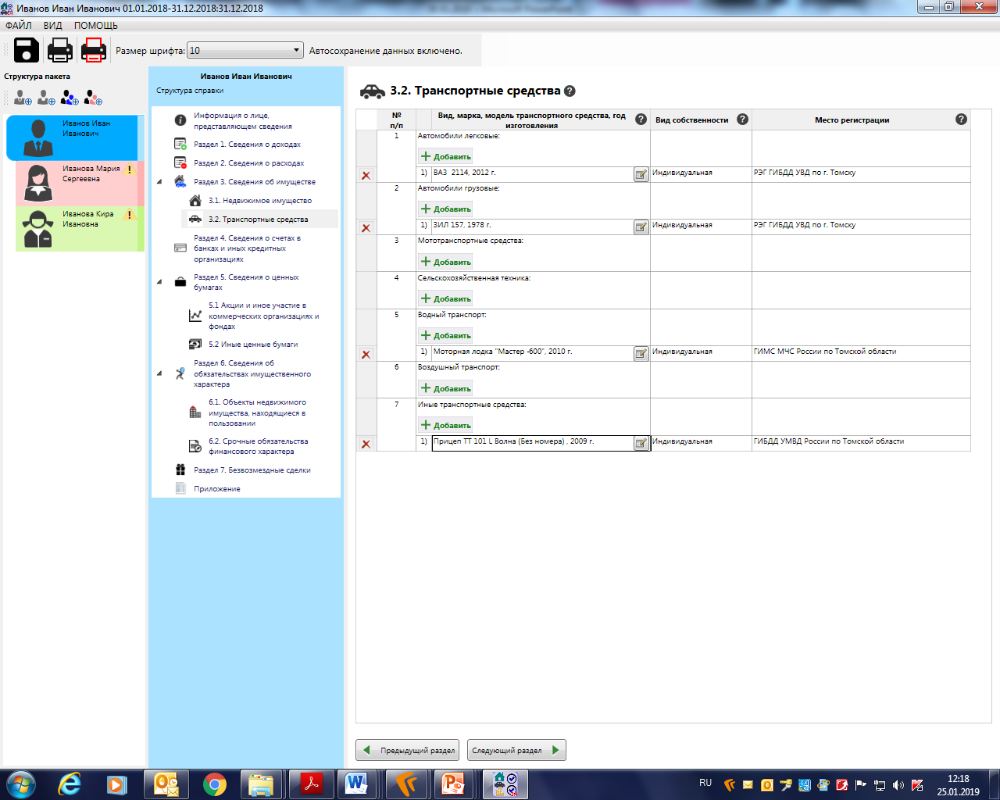 Иванов Иван Иванович 01.01.2018-31.12.2018:31.12.2018
ФАЙЛ ВИД ПОМОЩЬ
Размер шрифта: 10 Автосохранение данных включено.
Структура пакета
Иванов Иван
Иванович
Иванова Мария
Сергеевна
Иванова Кира
Ивановна
Иванов Иван Иванович
Структура справки
Информация о лице,
представляющем сведения
Раздел 1. Сведения о доходах
Раздел 2. Сведения о расходах
Раздел 3. Сведения об имуществе
3.1. Недвижимое имущество
3.2. Транспортные средства
Раздел 4. Сведения о счетах в
банках и иных кредитных
организациях
Раздел 5. Сведения о ценных
бумагах
5.1 Акции и иное участие в
коммерческих организациях и
фондах
5.2 Иные ценные бумаги
Раздел 6. Сведения об
обязательствах имущественного
характера
6.1. Объекты недвижимого
имущества, находящиеся в
пользовании
6.2. Срочные обязательства
финансового характера
Раздел 7. Безвозмездные сделки
Приложение
3.2. Транспортные средства
№ п/п Вид, марка, модель транспортного средства, год изготовления Вид собственности Место регистрации
1 Автомобили легковые:
Добавить
1) ВАЗ 2114, 2012 г. Индивидуальная РЭГ ГИБДД УВД по г. Томску
2 Автомобили грузовые:
Добавить
1) ЗИЛ 157, 1978 г. Индивидуальная РЭГ ГИБДД УВД по г. Томску
3 Мототранспортные средства:
Добавить
4 Сельскохозяйственная техника:
Добавить
5 Водный транспорт:
Добавить
1) Моторная лодка "Мастер -600", 2010 г. Индивидуальная ГИМС МЧС России по Томской области
6 Воздушный транспорт:
Добавить
7 Иные транспортные средства:
Добавить
1) Прицеп ТТ 101 L Волна (Без номера) , 2009 г. Индивидуальная ГИБДД УМВД России по Томской области
Предыдущий раздел Следующий раздел
RU 12:18
25.01.2019